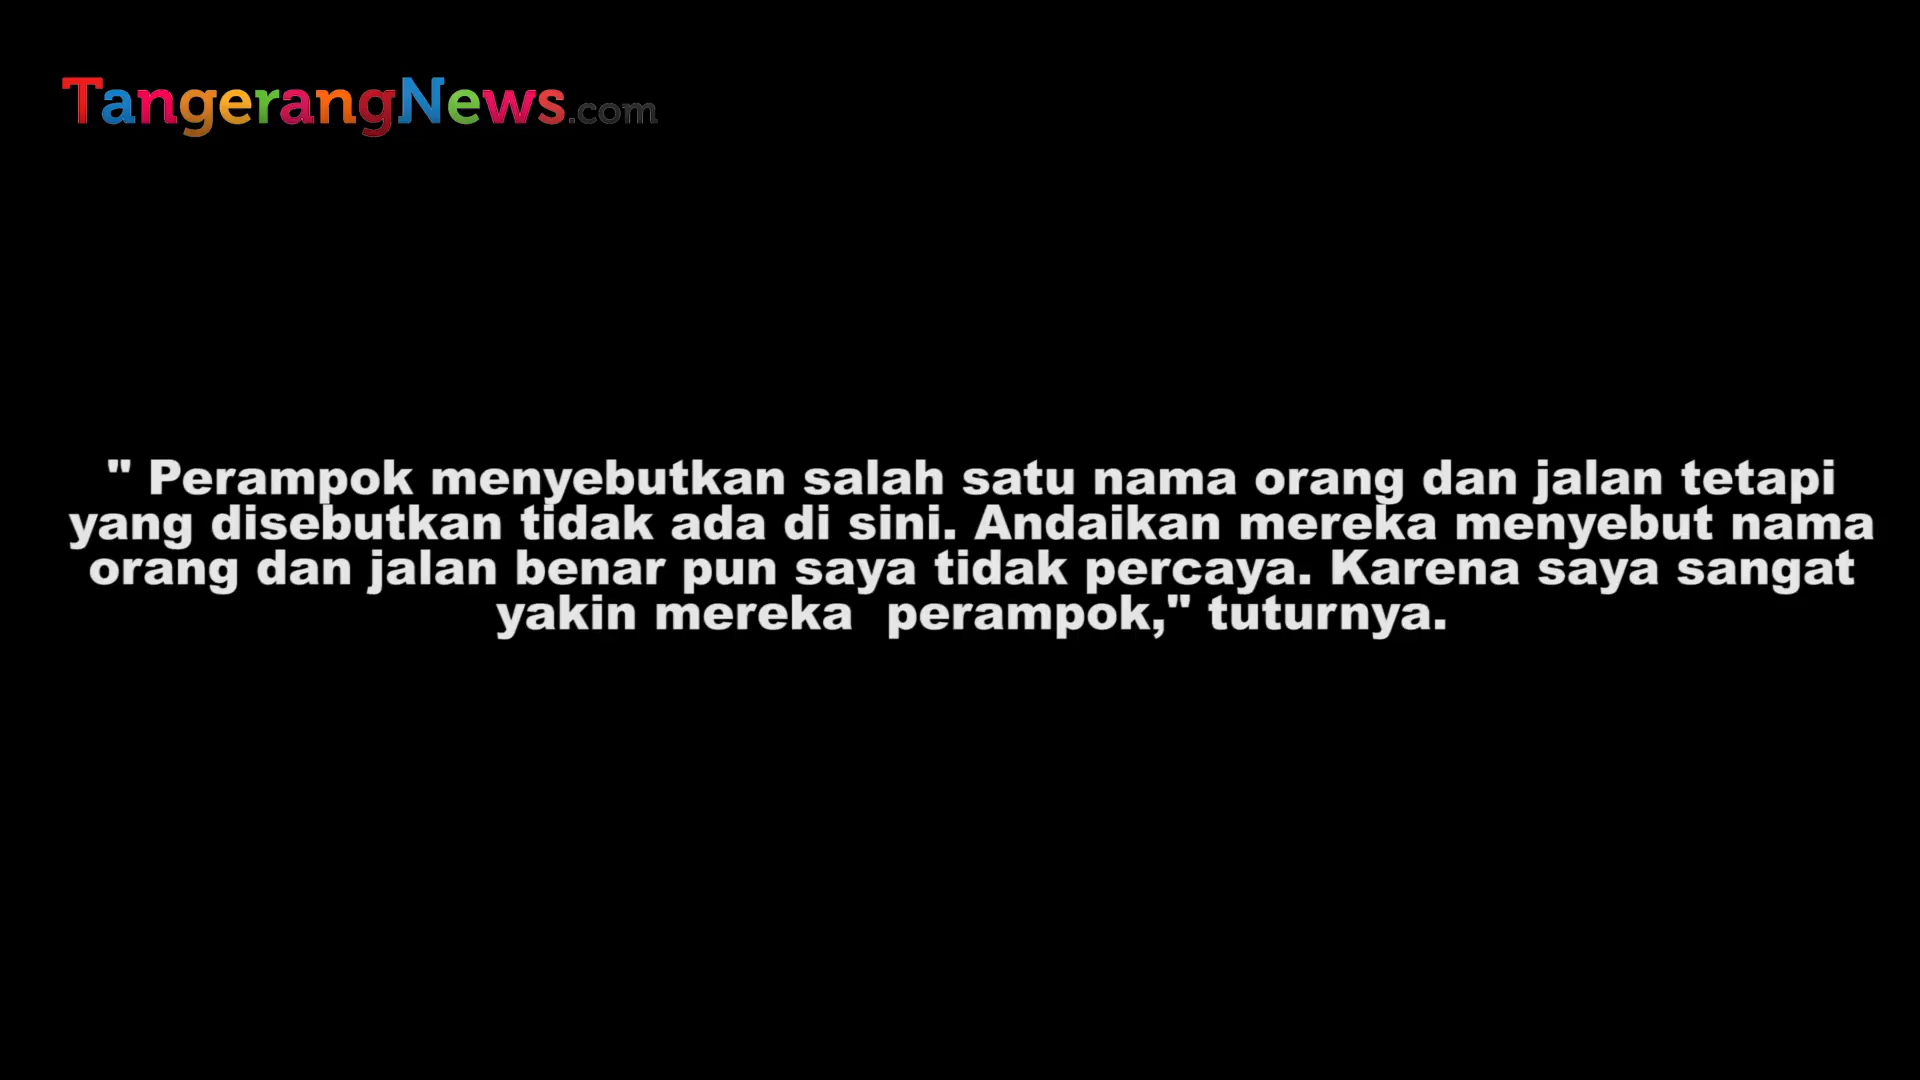 TangerangNews.com
" Perampok menyebutkan salah satu nama orang dan jalan tetapi
yang disebutkan tidak ada di sini. Andaikan mereka menyebut nama
orang dan jalan benar pun saya tidak percaya. Karena saya sangat
yakin mereka  perampok," tuturnya.